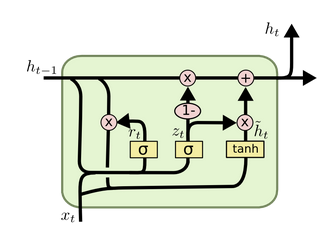 h_t
h_{t-1}
x +
1-
x r_t z_t x h̃_t
σ σ tanh
x_t